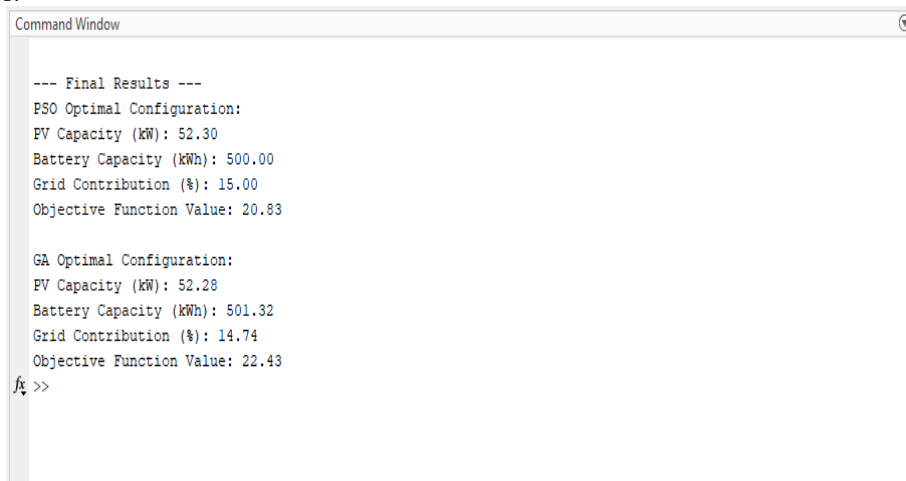 Command Window
--- Final Results ---
PSO Optimal Configuration:
PV Capacity (kW): 52.30
Battery Capacity (kWh): 500.00
Grid Contribution (%): 15.00
Objective Function Value: 20.83
GA Optimal Configuration:
PV Capacity (kW): 52.28
Battery Capacity (kWh): 501.32
Grid Contribution (%): 14.74
Objective Function Value: 22.43
fx >>